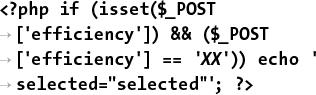 <?php if (isset($_POST
→['efficiency']) && ($_POST
→['efficiency'] == 'XX')) echo '
→selected="selected"'; ?>